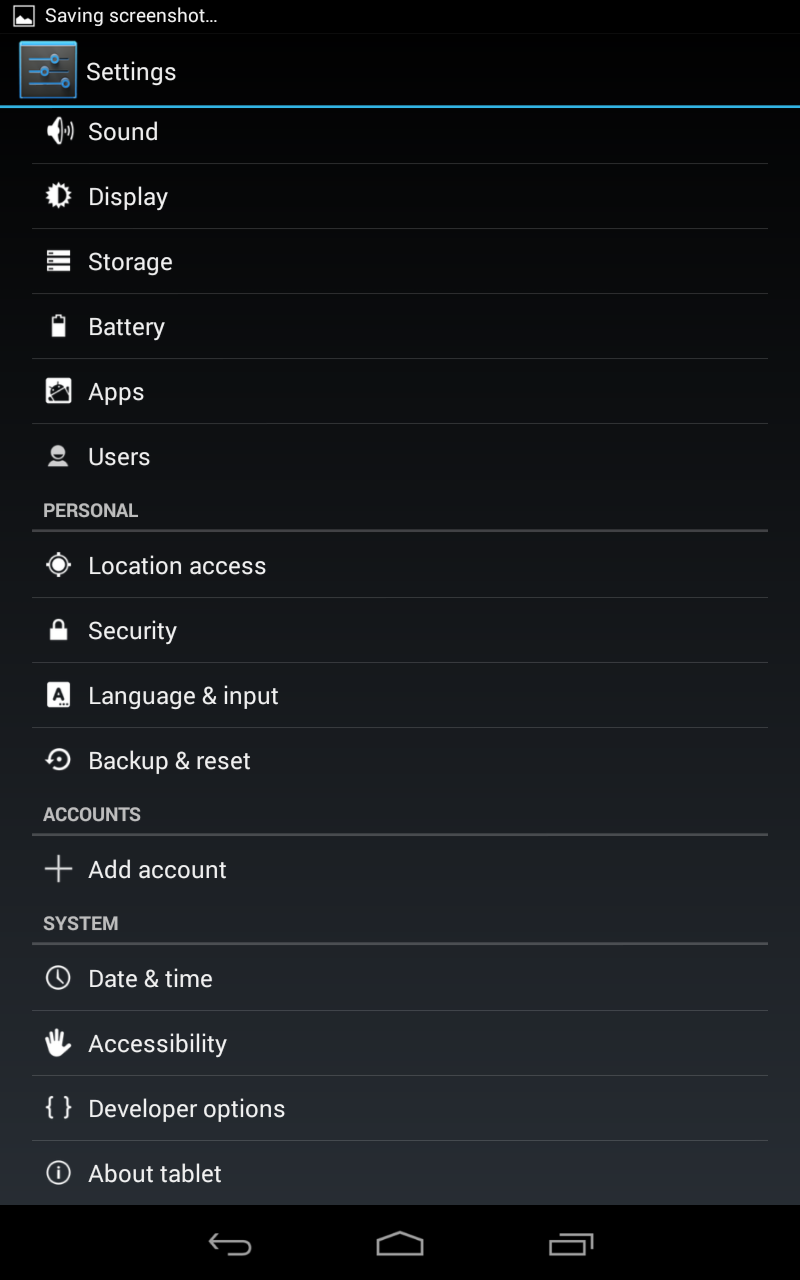 Saving screenshot...
Settings
Sound
Display
Storage
Battery
Apps
Users
PERSONAL
Location access
Security
Language & input
Backup & reset
ACCOUNTS
Add account
SYSTEM
Date & time
Accessibility
Developer options
About tablet